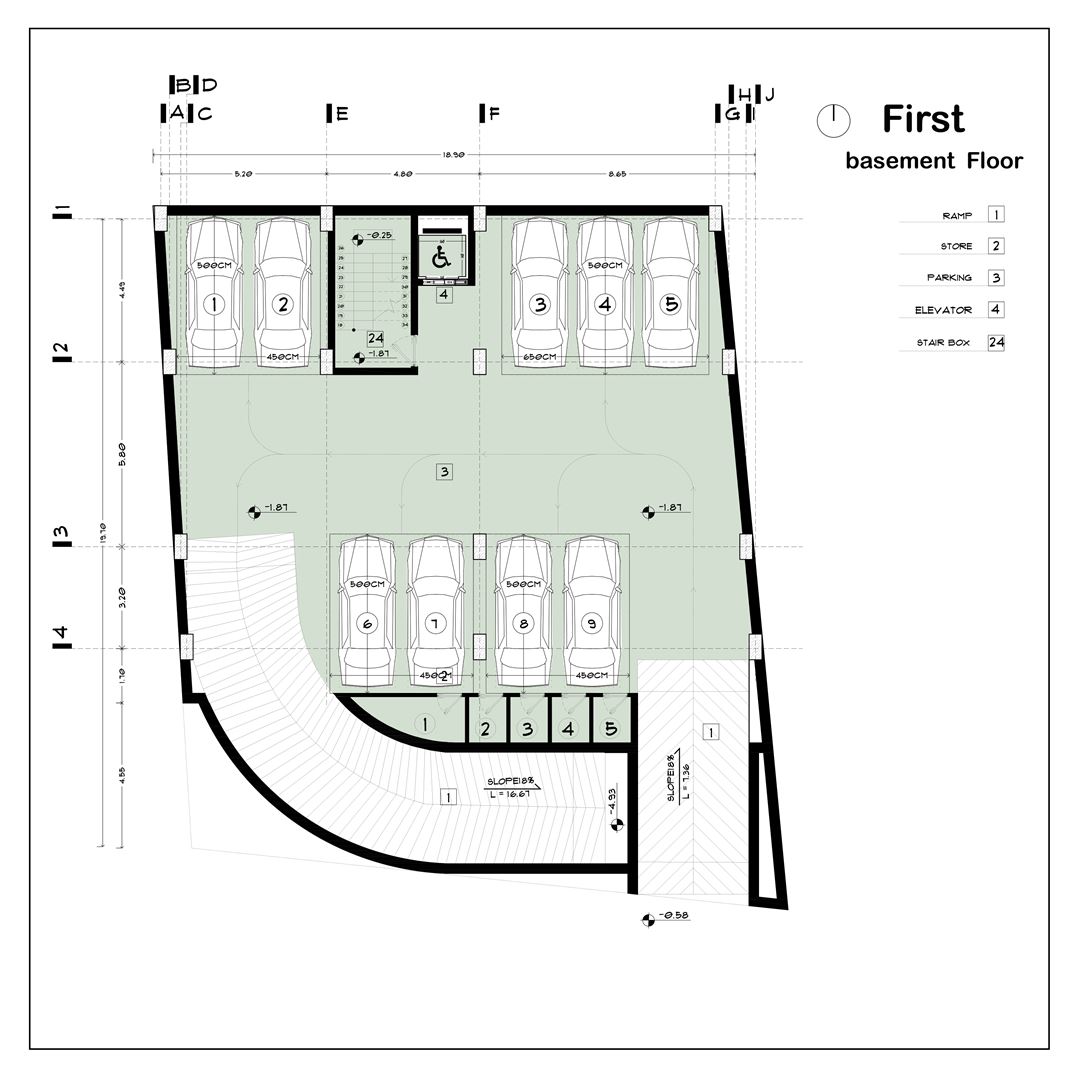 B D
H J
A C
E
F
G I
First
basement Floor
18.90
5.20
4.80
8.65
RAMP 1
STORE 2
PARKING 3
ELEVATOR 4
STAIR BOX 24
1
2
3
4
4.49
5.80
3.20
1.70
4.55
19.70
500CM
1
2
450CM
-0.25
24
-1.87
4
500CM
3
4
5
650CM
3
-1.87
-1.87
500CM
6
7
450CM
2
500CM
8
9
450CM
1
2
3
4
5
1
SLOPE18%
L = 16.67
1
-4.93
SLOPE18%
L = 7.36
-0.58